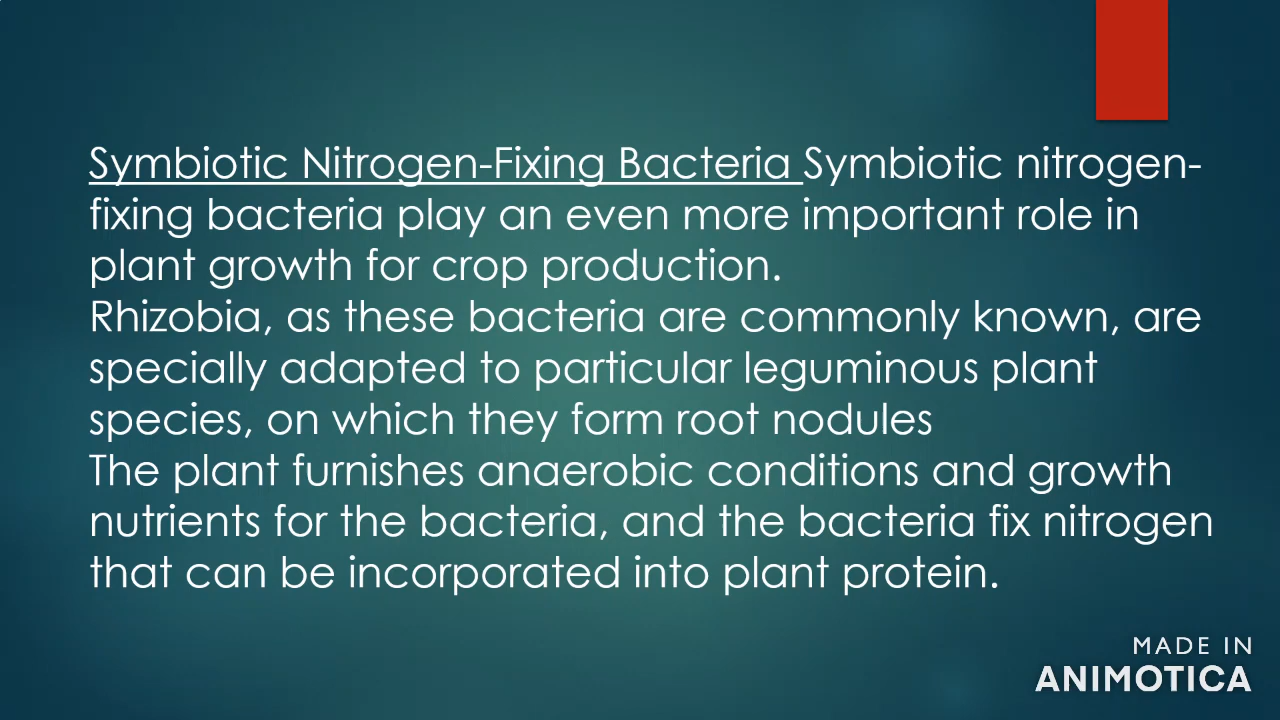 Symbiotic Nitrogen-Fixing Bacteria Symbiotic nitrogen-
fixing bacteria play an even more important role in
plant growth for crop production.
Rhizobia, as these bacteria are commonly known, are
specially adapted to particular leguminous plant
species, on which they form root nodules
The plant furnishes anaerobic conditions and growth
nutrients for the bacteria, and the bacteria fix nitrogen
that can be incorporated into plant protein.
MADE IN
ANIMOTICA